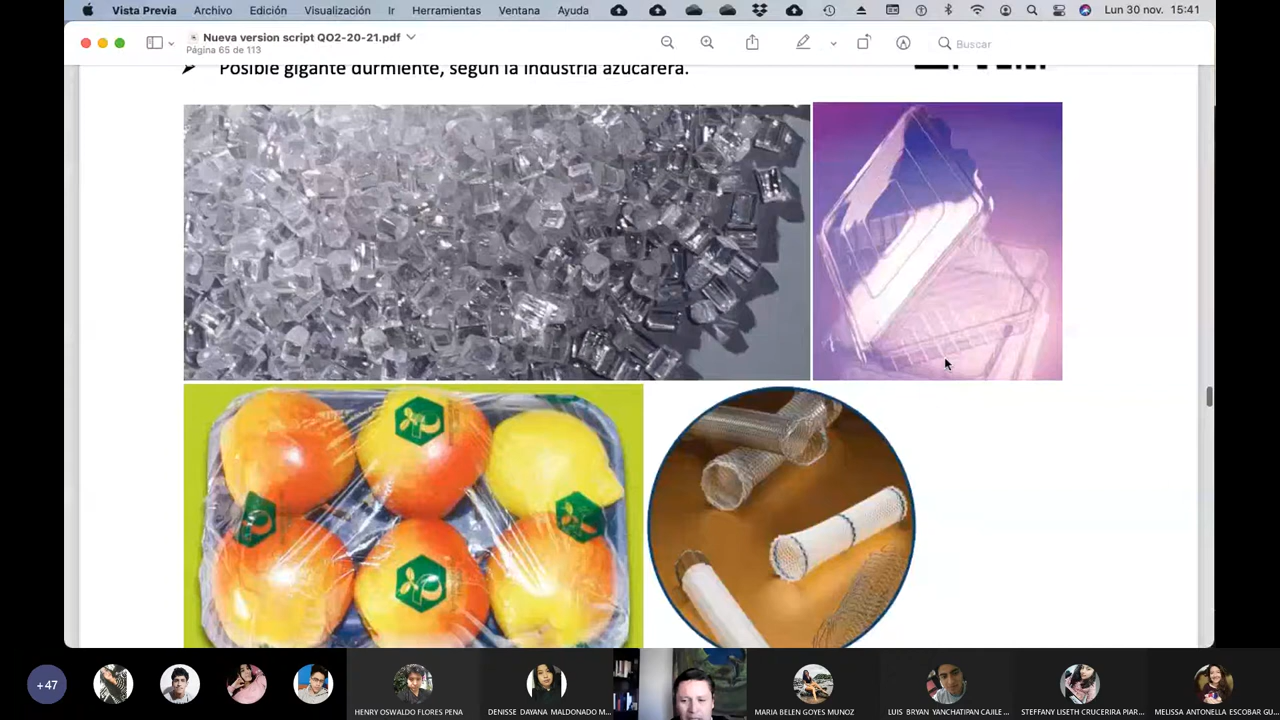 Vista Previa Archivo Edición Visualización Ir Herramientas Ventana Ayuda Lun 30 nov. 15:41
Nueva version script QO2-20-21.pdf
Página 65 de 113
Buscar
Posible gigante durmiente, según la industria azucarera.
+47
HENRY OSWALDO FLORES PENA
DENISSE DAYANA MALDONADO M...
MARIA BELEN GOYES MUNOZ
LUIS BRYAN YANCHATIPAN CAJILE ...
STEFFANY LISETH CRUCERIRA PIAR...
MELISSA ANTONELLA ESCOBAR GU...